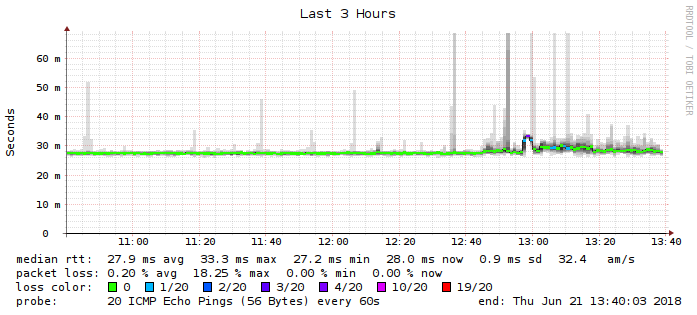 Last 3 Hours
RRDTOOL / TOBI OETIKER
Seconds
60 m
50 m
40 m
30 m
20 m
10 m
0
11:00 11:20 11:40 12:00 12:20 12:40 13:00 13:20 13:40
median rtt: 27.9 ms avg 33.3 ms max 27.2 ms min 28.0 ms now 0.9 ms sd 32.4 am/s
packet loss: 0.20 % avg 18.25 % max 0.00 % min 0.00 % now
loss color: 0 1/20 2/20 3/20 4/20 10/20 19/20
probe: 20 ICMP Echo Pings (56 Bytes) every 60s end: Thu Jun 21 13:40:03 2018